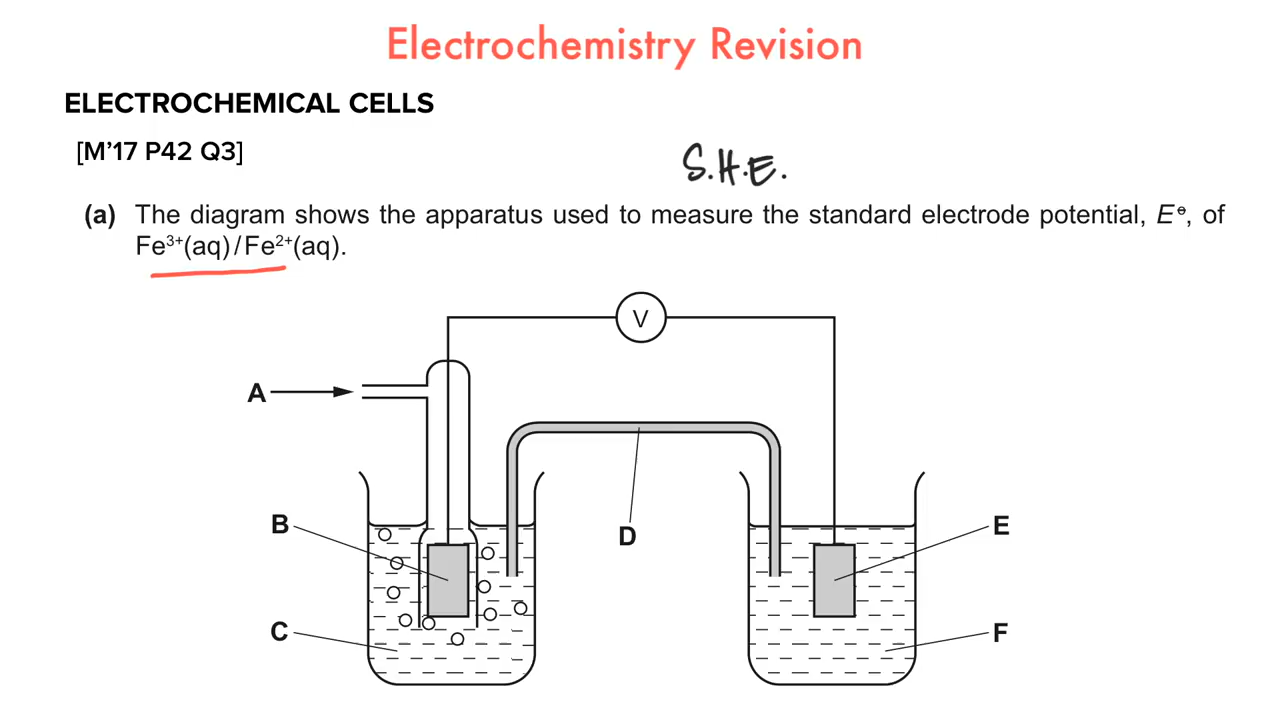 Electrochemistry Revision
ELECTROCHEMICAL CELLS
[M’17 P42 Q3]
S.H.E.
(a) The diagram shows the apparatus used to measure the standard electrode potential, E⦵, of
Fe³⁺(aq)/Fe²⁺(aq).
V
A
B
D
E
C
F